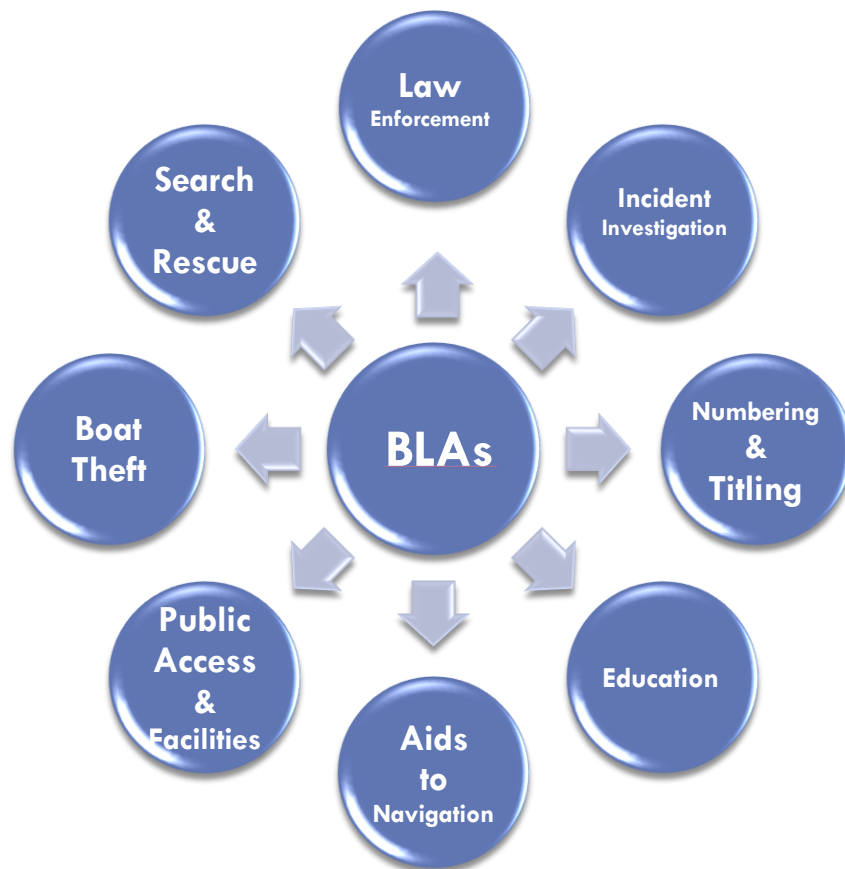 Law
Enforcement
Incident
Investigation
Numbering
&
Titling
Education
Aids
to
Navigation
Public
Access
&
Facilities
Boat
Theft
Search
&
Rescue
BLAs